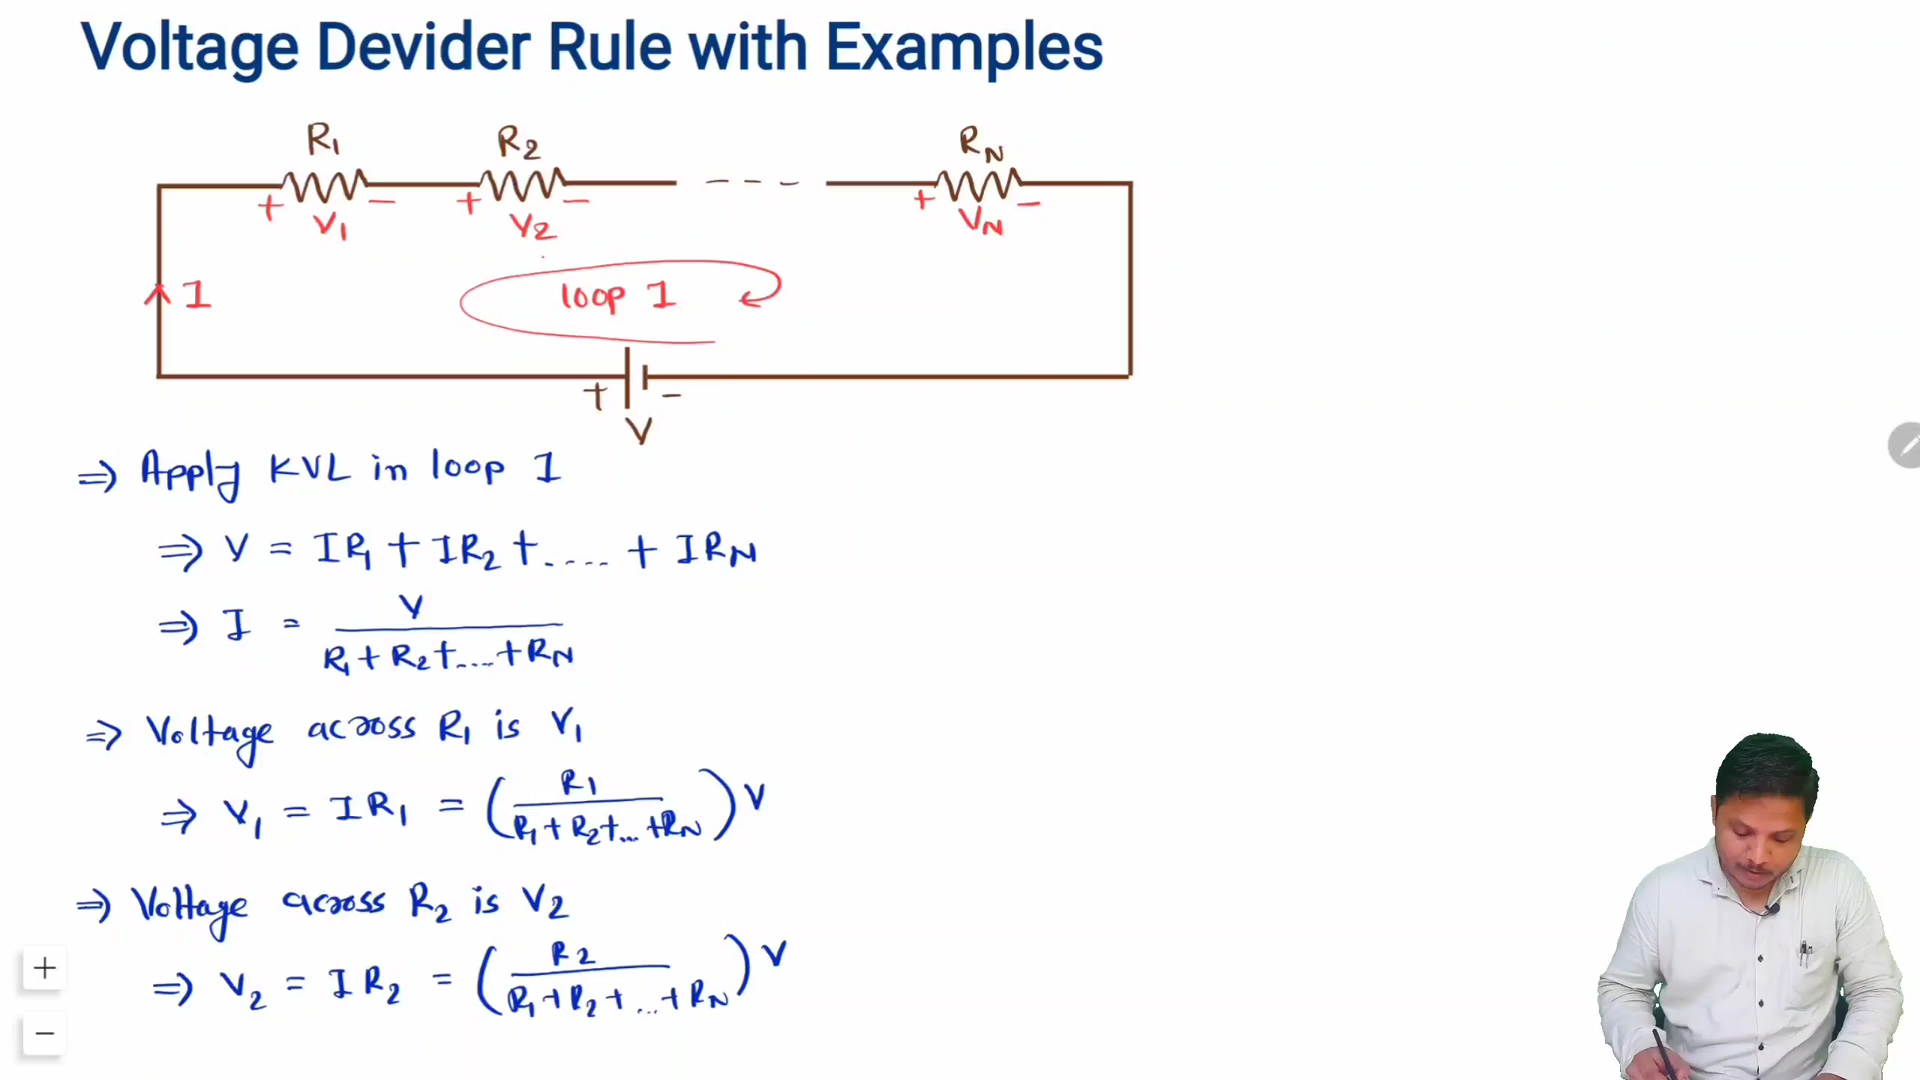 Voltage Devider Rule with Examples
R1 R2 RN
+ V1 - + V2 - ---- + VN -
I loop 1
+ -
V
⇒ Apply KVL in loop 1
⇒ V = IR1 + IR2 + ..... + IRN
⇒ I = V / R1 + R2 + ..... + RN
⇒ Voltage across R1 is V1
⇒ V1 = IR1 = (R1 / R1 + R2 + ... + RN) V
⇒ Voltage across R2 is V2
⇒ V2 = IR2 = (R2 / R1 + R2 + ... + RN) V
+
−